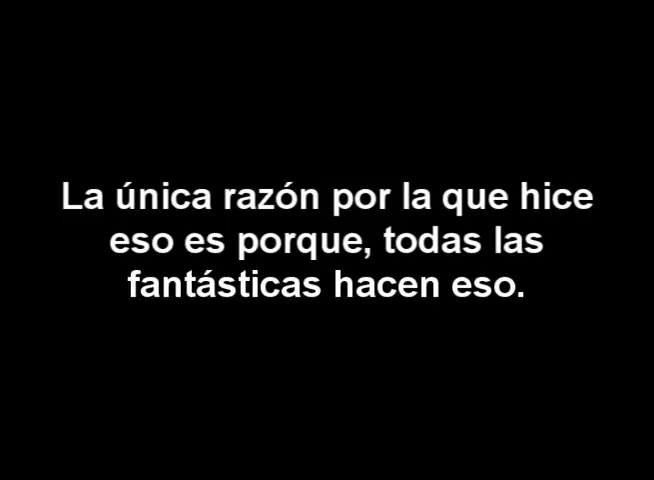 La única razón por la que hice
eso es porque, todas las
fantásticas hacen eso.